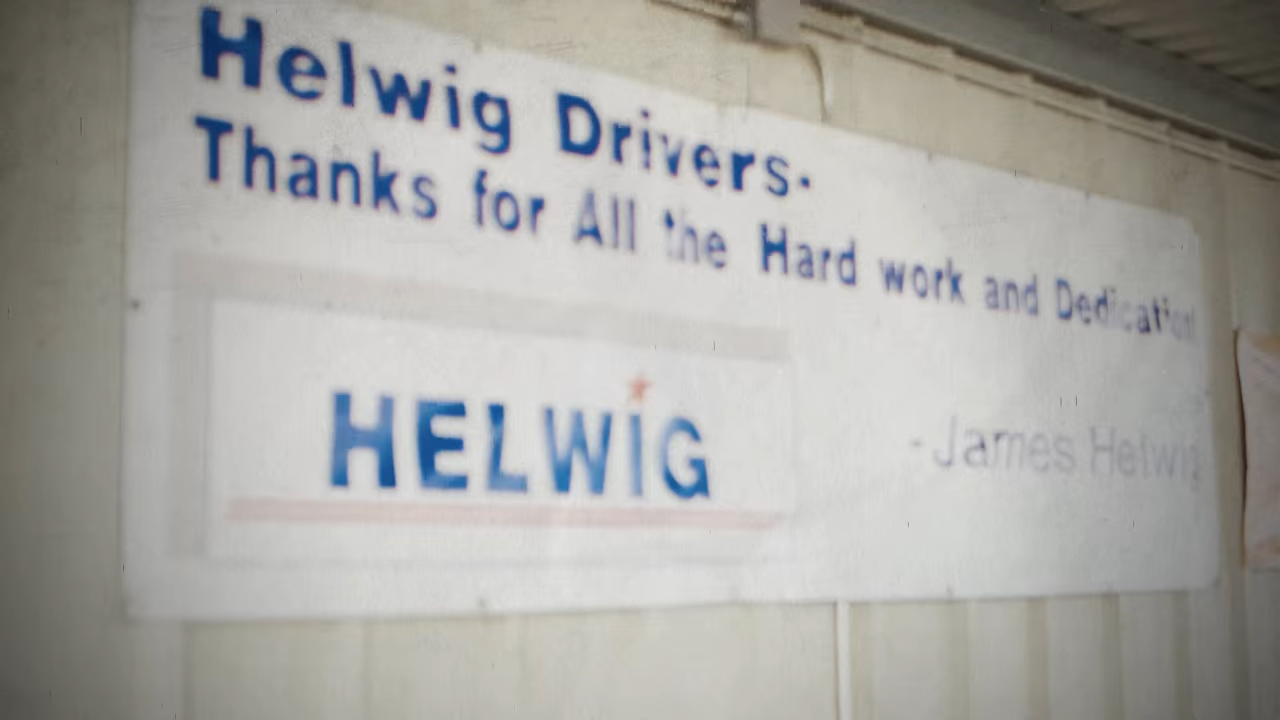 Helwig Drivers-
Thanks for All the Hard work and Dedication!
HELWiG
-James Helwig